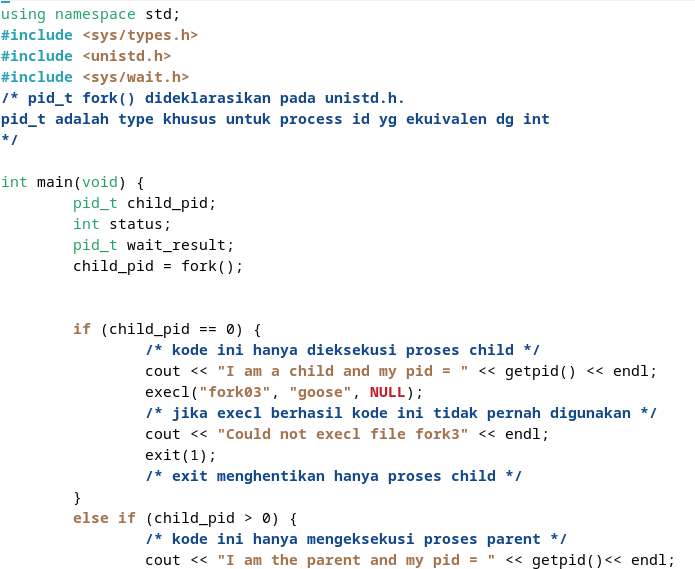 using namespace std;
#include <sys/types.h>
#include <unistd.h>
#include <sys/wait.h>
/* pid_t fork() dideklarasikan pada unistd.h.
pid_t adalah type khusus untuk process id yg ekuivalen dg int
*/
int main(void) {
pid_t child_pid;
int status;
pid_t wait_result;
child_pid = fork();
if (child_pid == 0) {
/* kode ini hanya dieksekusi proses child */
cout << "I am a child and my pid = " << getpid() << endl;
execl("fork03", "goose", NULL);
/* jika execl berhasil kode ini tidak pernah digunakan */
cout << "Could not execl file fork3" << endl;
exit(1);
/* exit menghentikan hanya proses child */
}
else if (child_pid > 0) {
/* kode ini hanya mengeksekusi proses parent */
cout << "I am the parent and my pid = " << getpid()<< endl;